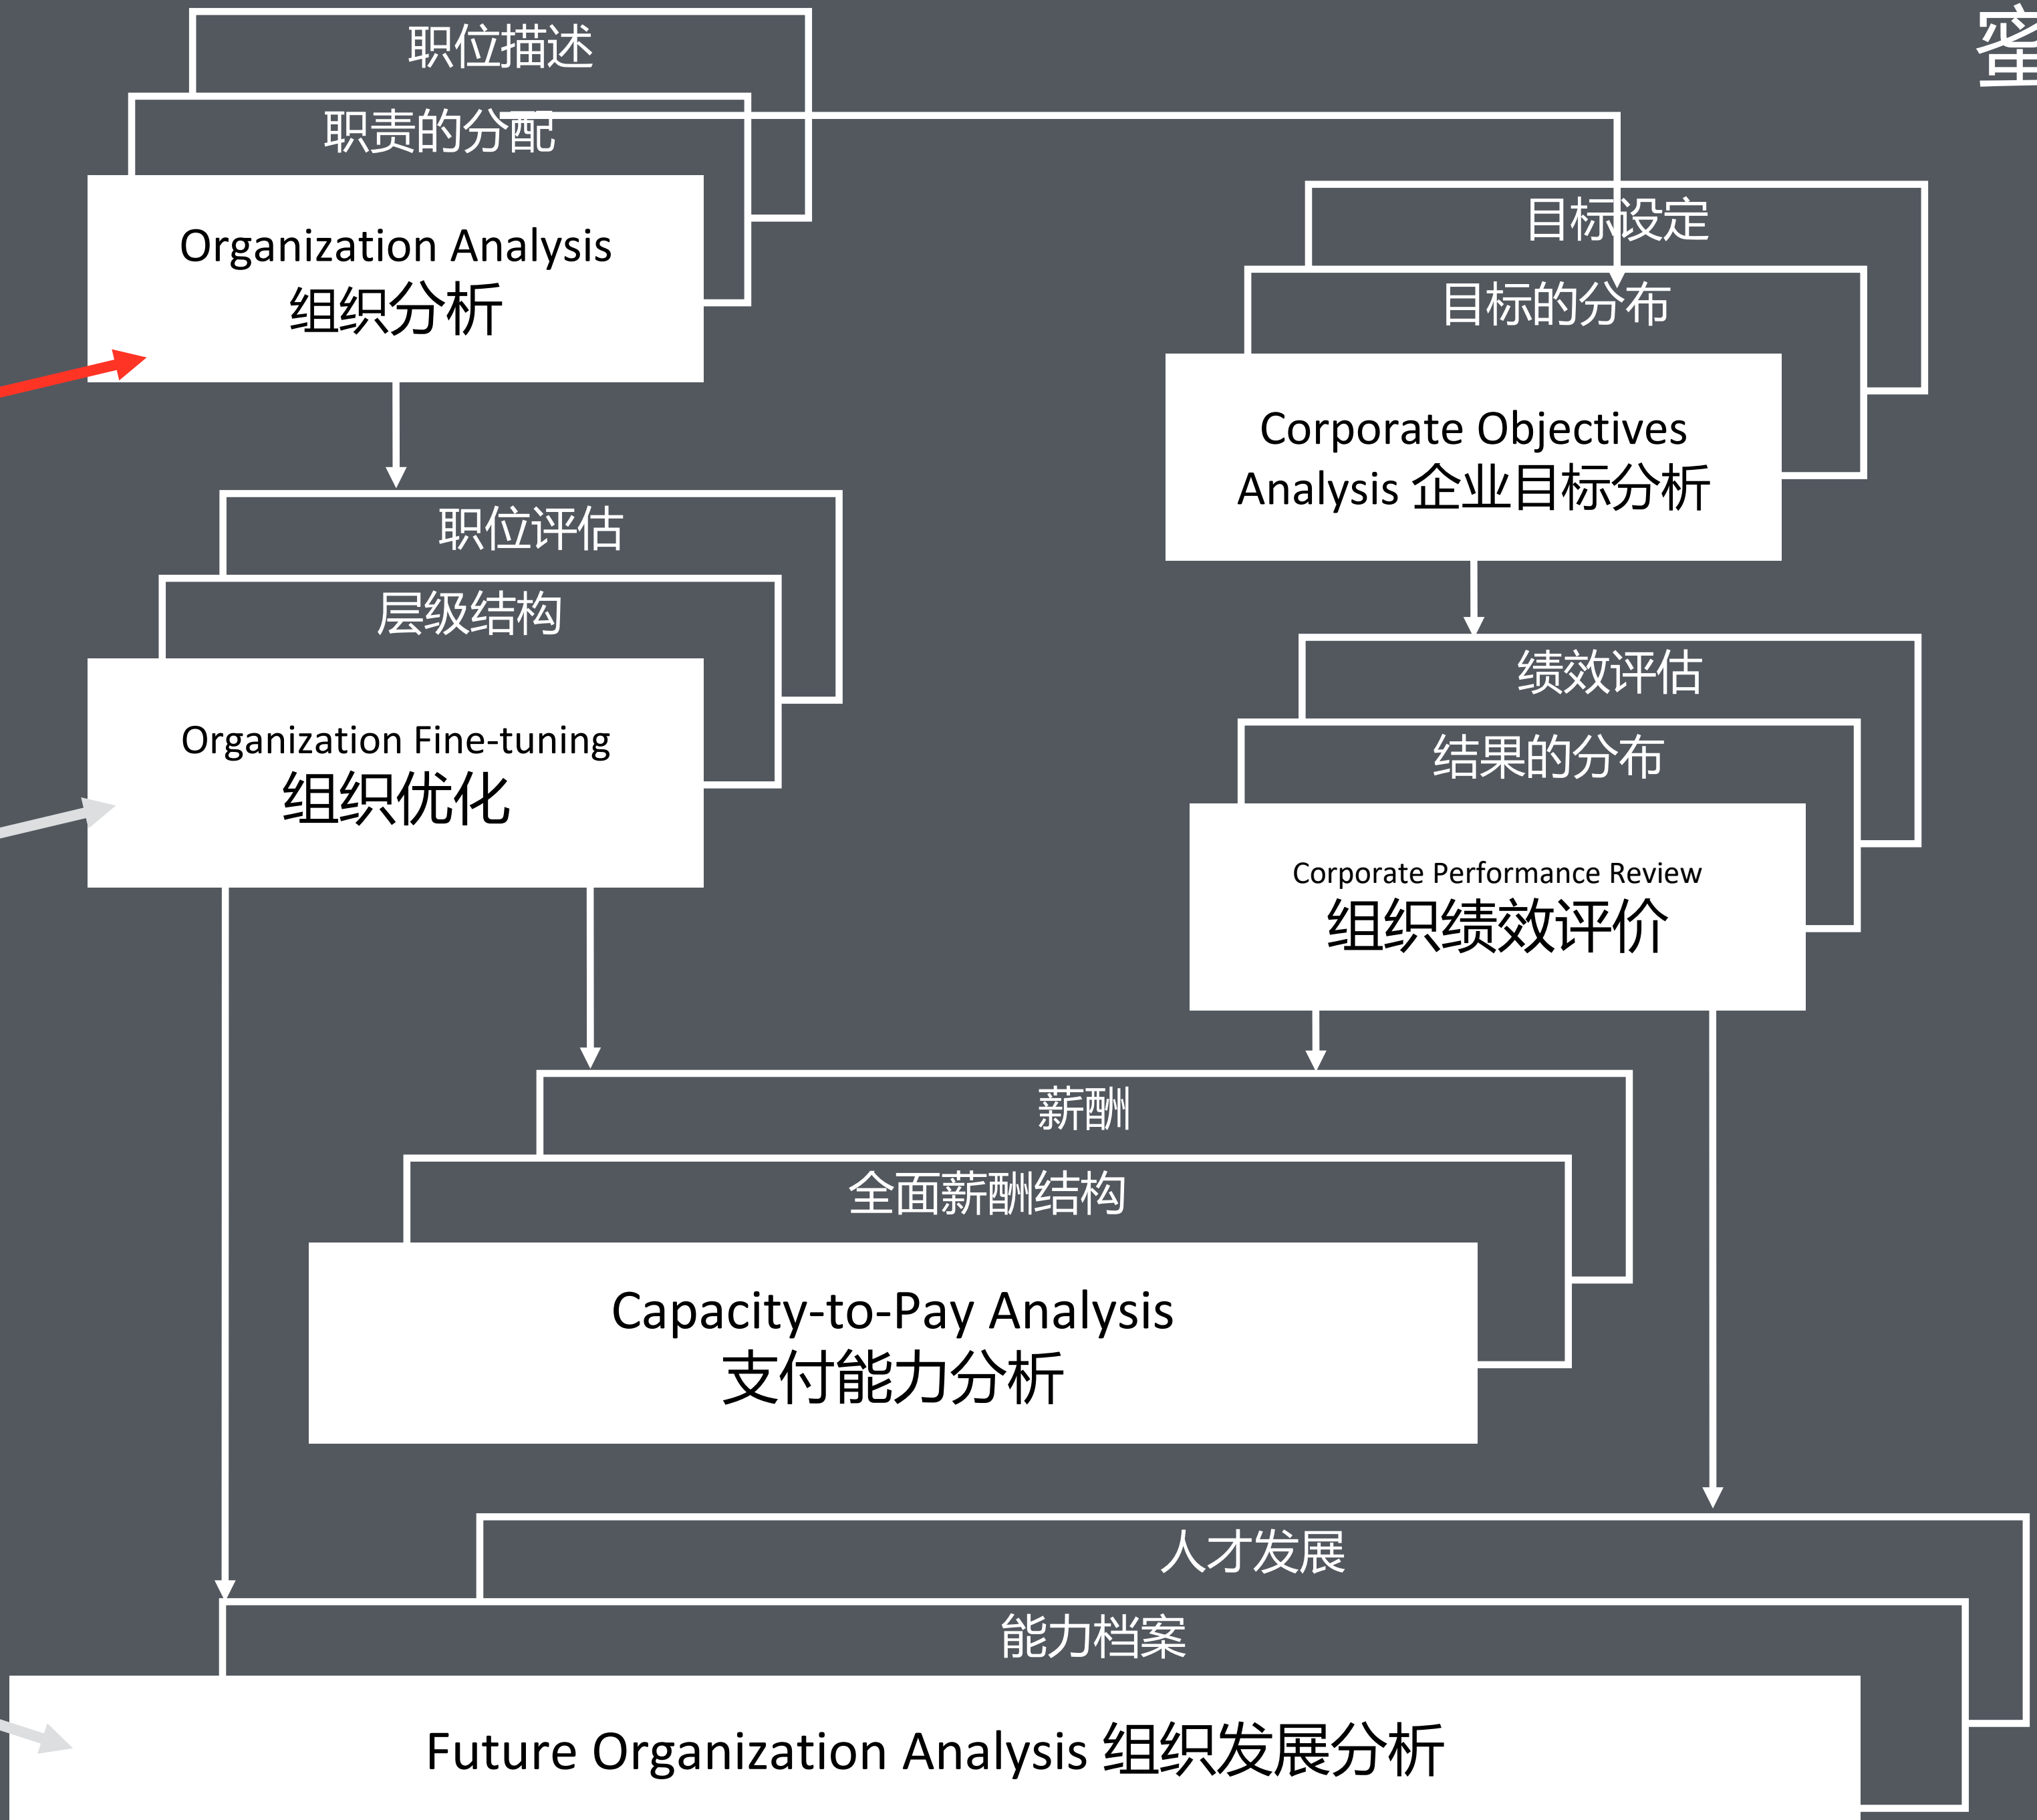 蜜
职位描述
职责的分配
Organization Analysis
组织分析
目标设定
目标的分布
Corporate Objectives
Analysis 企业目标分析
职位评估
层级结构
Organization Fine-tuning
组织优化
绩效评估
结果的分布
Corporate Performance Review
组织绩效评价
薪酬
全面薪酬结构
Capacity-to-Pay Analysis
支付能力分析
人才发展
能力档案
Future Organization Analysis 组织发展分析